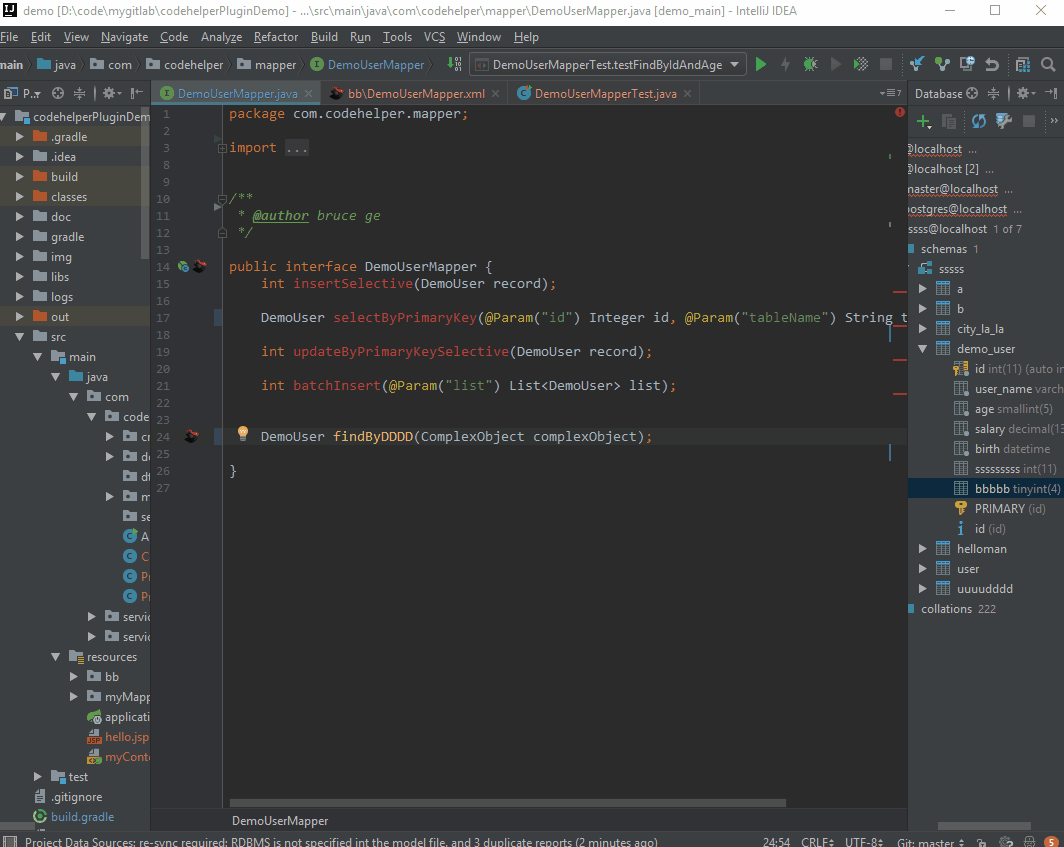 demo [D:\code\mygitlab\codehelperPluginDemo] - ...\src\main\java\com\codehelper\mapper\DemoUserMapper.java [demo_main] - IntelliJ IDEA
File Edit View Navigate Code Analyze Refactor Build Run Tools VCS Window Help
main java com codehelper mapper DemoUserMapper DemoUserMapperTest.testFindByIdAndAge
P..
DemoUserMapper.java bb\DemoUserMapper.xml DemoUserMapperTest.java
7
Database
codehelperPluginDem
.gradle
.idea
build
classes
doc
gradle
img
libs
logs
out
src
main
java
com
code
cr
do
dt
m
se
A
C
Pr
Po
servic
servic
resources
bb
myMapp
applicati
hello.jsp
myConto
test
.gitignore
build.gradle
1 package com.codehelper.mapper;
2
3 import ...
8
9
10 /**
11 * @author bruce ge
12 */
13
14 public interface DemoUserMapper {
15 int insertSelective(DemoUser record);
16
17 DemoUser selectByPrimaryKey(@Param("id") Integer id, @Param("tableName") String t
18
19 int updateByPrimaryKeySelective(DemoUser record);
20
21 int batchInsert(@Param("list") List<DemoUser> list);
22
23
24 DemoUser findByDDDD(ComplexObject complexObject);
25
26 }
27
DemoUserMapper
@localhost ...
@localhost [2] ...
master@localhost ...
postgres@localhost ...
ssss@localhost 1 of 7
schemas 1
sssss
a
b
city_la_la
demo_user
id int(11) (auto in
user_name varch
age smallint(5)
salary decimal(13
birth datetime
sssssssss int(11)
bbbbb tinyint(4)
PRIMARY (id)
id (id)
helloman
user
uuuudddd
collations 222
Project Data Sources: re-sync required: RDBMS is not specified int the model file, and 3 duplicate reports (2 minutes ago) 24:54 CRLF UTF-8 Git: master 5